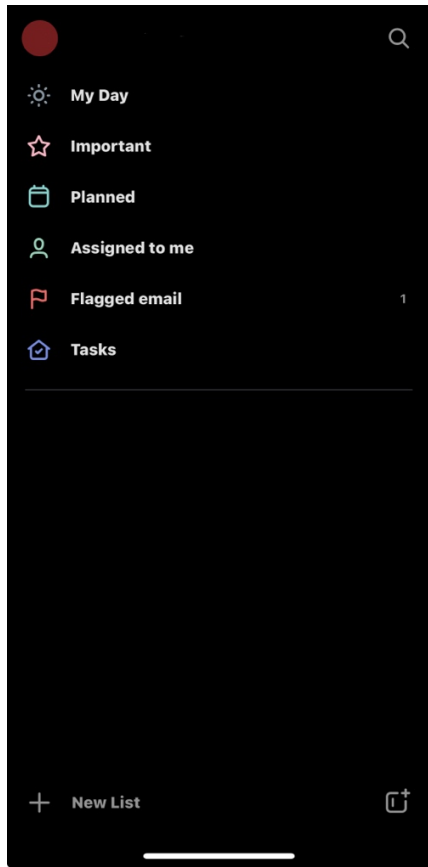 My Day
Important
Planned
Assigned to me
Flagged email 1
Tasks
New List